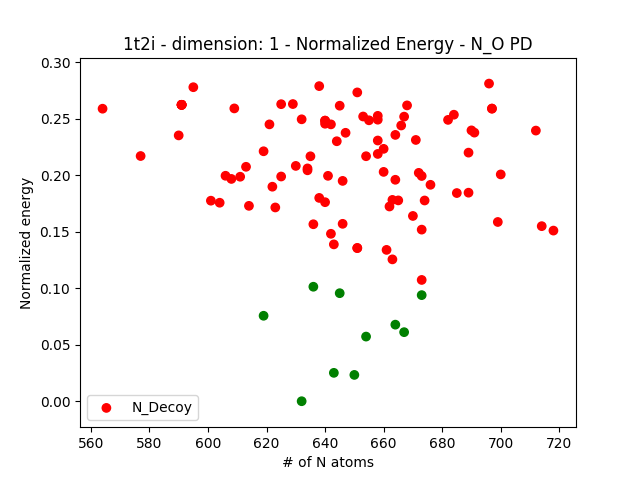 1t2i - dimension: 1 - Normalized Energy - N_O PD
0.30
0.25
0.20
0.15
0.10
0.05
0.00
Normalized energy
N_Decoy
560 580 600 620 640 660 680 700 720
# of N atoms